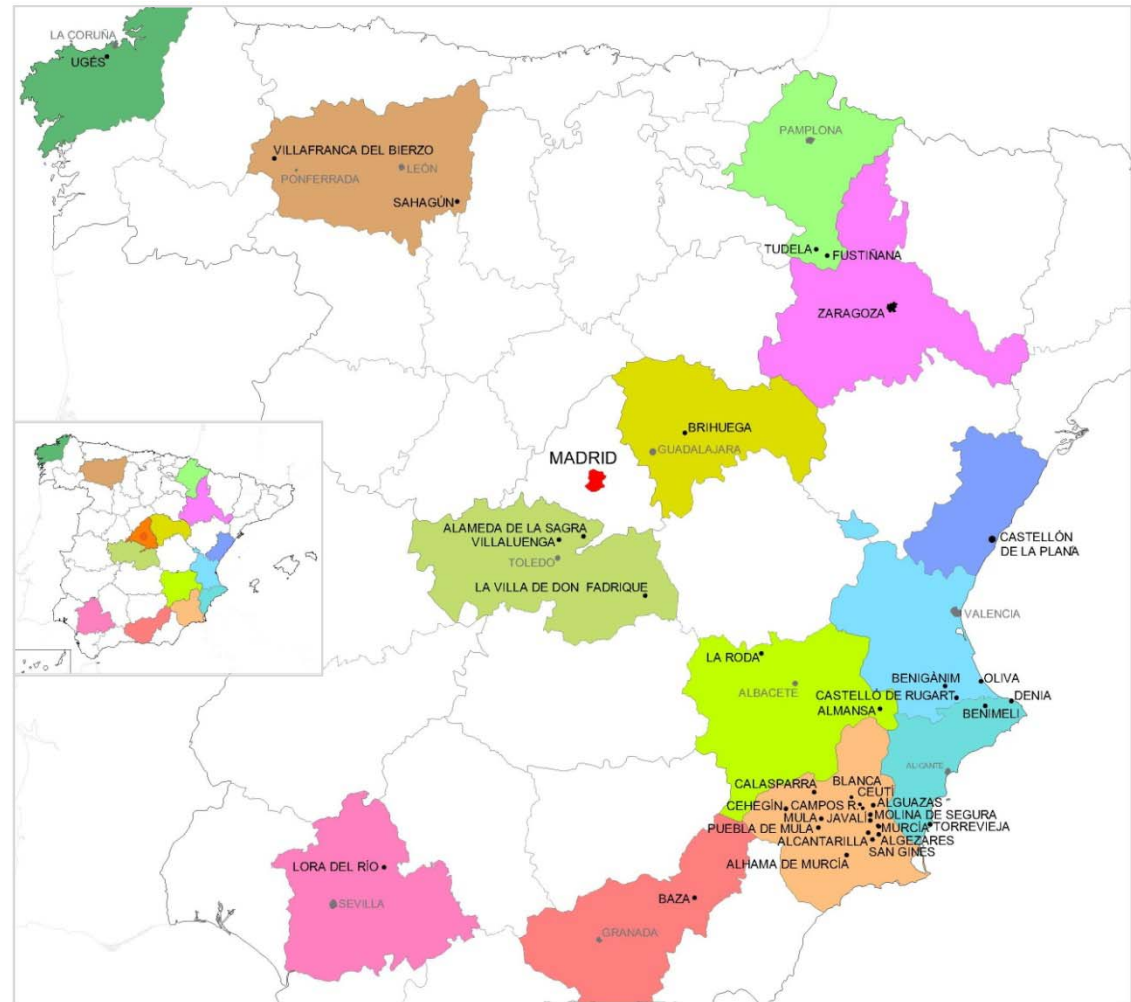 LA CORUÑA
UGÉS
VILLAFRANCA DEL BIERZO
PONFERRADA
LEÓN
SAHAGÚN
PAMPLONA
TUDELA
FUSTIÑANA
ZARAGOZA
BRIHUEGA
GUADALAJARA
MADRID
ALAMEDA DE LA SAGRA
VILLALUENGA
TOLEDO
LA VILLA DE DON FADRIQUE
CASTELLÓN
DE LA PLANA
VALENCIA
LA RODA
ALBACETE
BENIGÀNIM
OLIVA
CASTELLÓ DE RUGART
DENIA
ALMANSA
BENIMELI
ALICANTE
CALASPARRA
BLANCA
CEUTÍ
CEHEGÍN
CAMPOS R.
ALGUAZAS
MULA
JAVALÍ
MOLINA DE SEGURA
PUEBLA DE MULA
MURCÍA
TORREVIEJA
ALCANTARILLA
ALGEZARES
SAN GINÉS
ALHAMA DE MURCÍA
LORA DEL RÍO
SEVILLA
BAZA
GRANADA